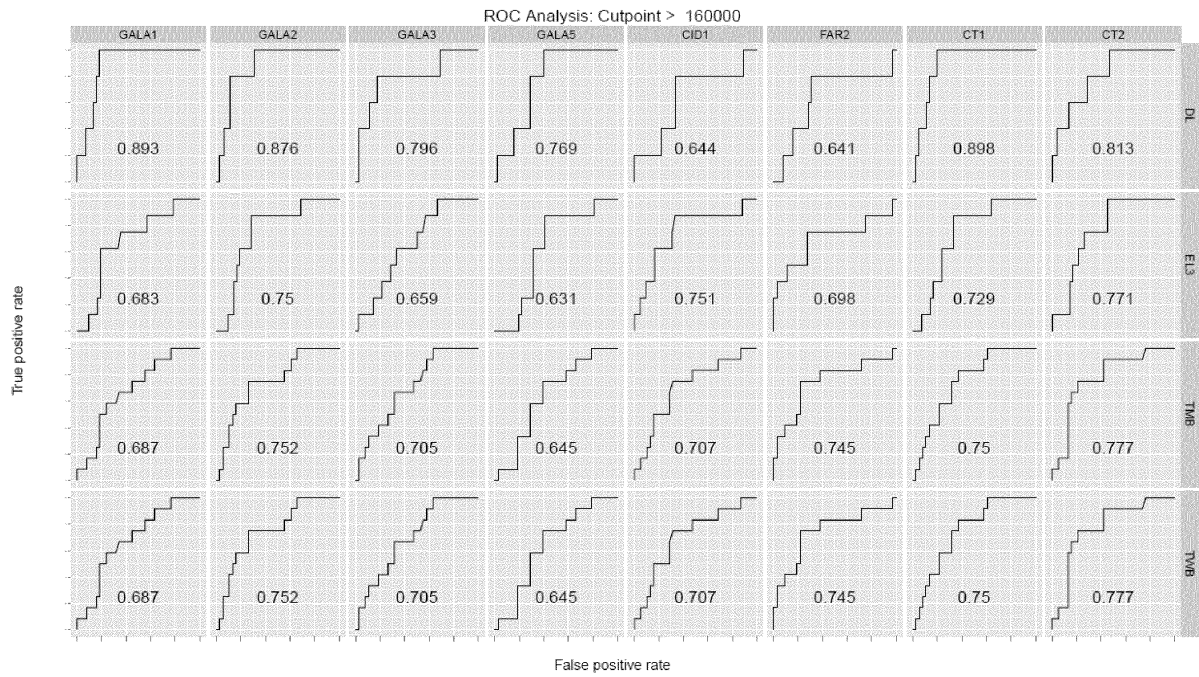 ROC Analysis: Cutpoint > 160000
GALA1 GALA2 GALA3 GALA5 CID1 FAR2 CT1 CT2
0.893 0.876 0.796 0.769 0.644 0.641 0.898 0.813
DL
0.683 0.75 0.659 0.631 0.751 0.698 0.729 0.771
EL3
True positive rate
0.687 0.752 0.705 0.645 0.707 0.745 0.75 0.777
TMB
0.687 0.752 0.705 0.645 0.707 0.745 0.75 0.777
TWB
False positive rate